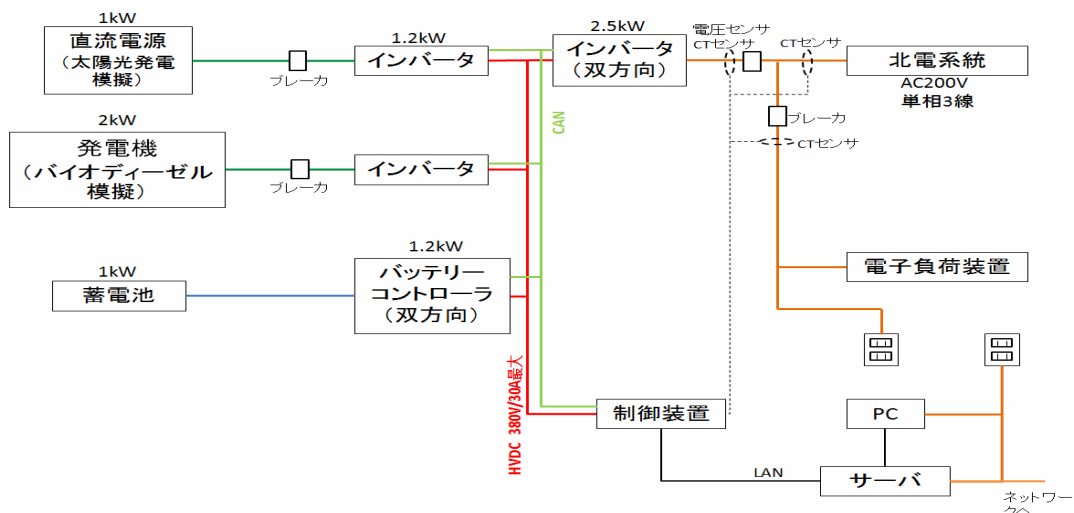 1kW
直流電源
（太陽光発電
模擬）
ブレーカ
1.2kW
インバータ
2.5kW
インバータ
（双方向）
電圧センサ
CTセンサ
CTセンサ
北電系統
AC200V
単相3線
CAN
ブレーカ
CTセンサ
2kW
発電機
（バイオディーゼル
模擬）
ブレーカ
インバータ
1.2kW
1kW
蓄電池
バッテリー
コントローラ
（双方向）
電子負荷装置
HVDC 380V/30A最大
制御装置
PC
LAN
サーバ
ネットワー
クへ